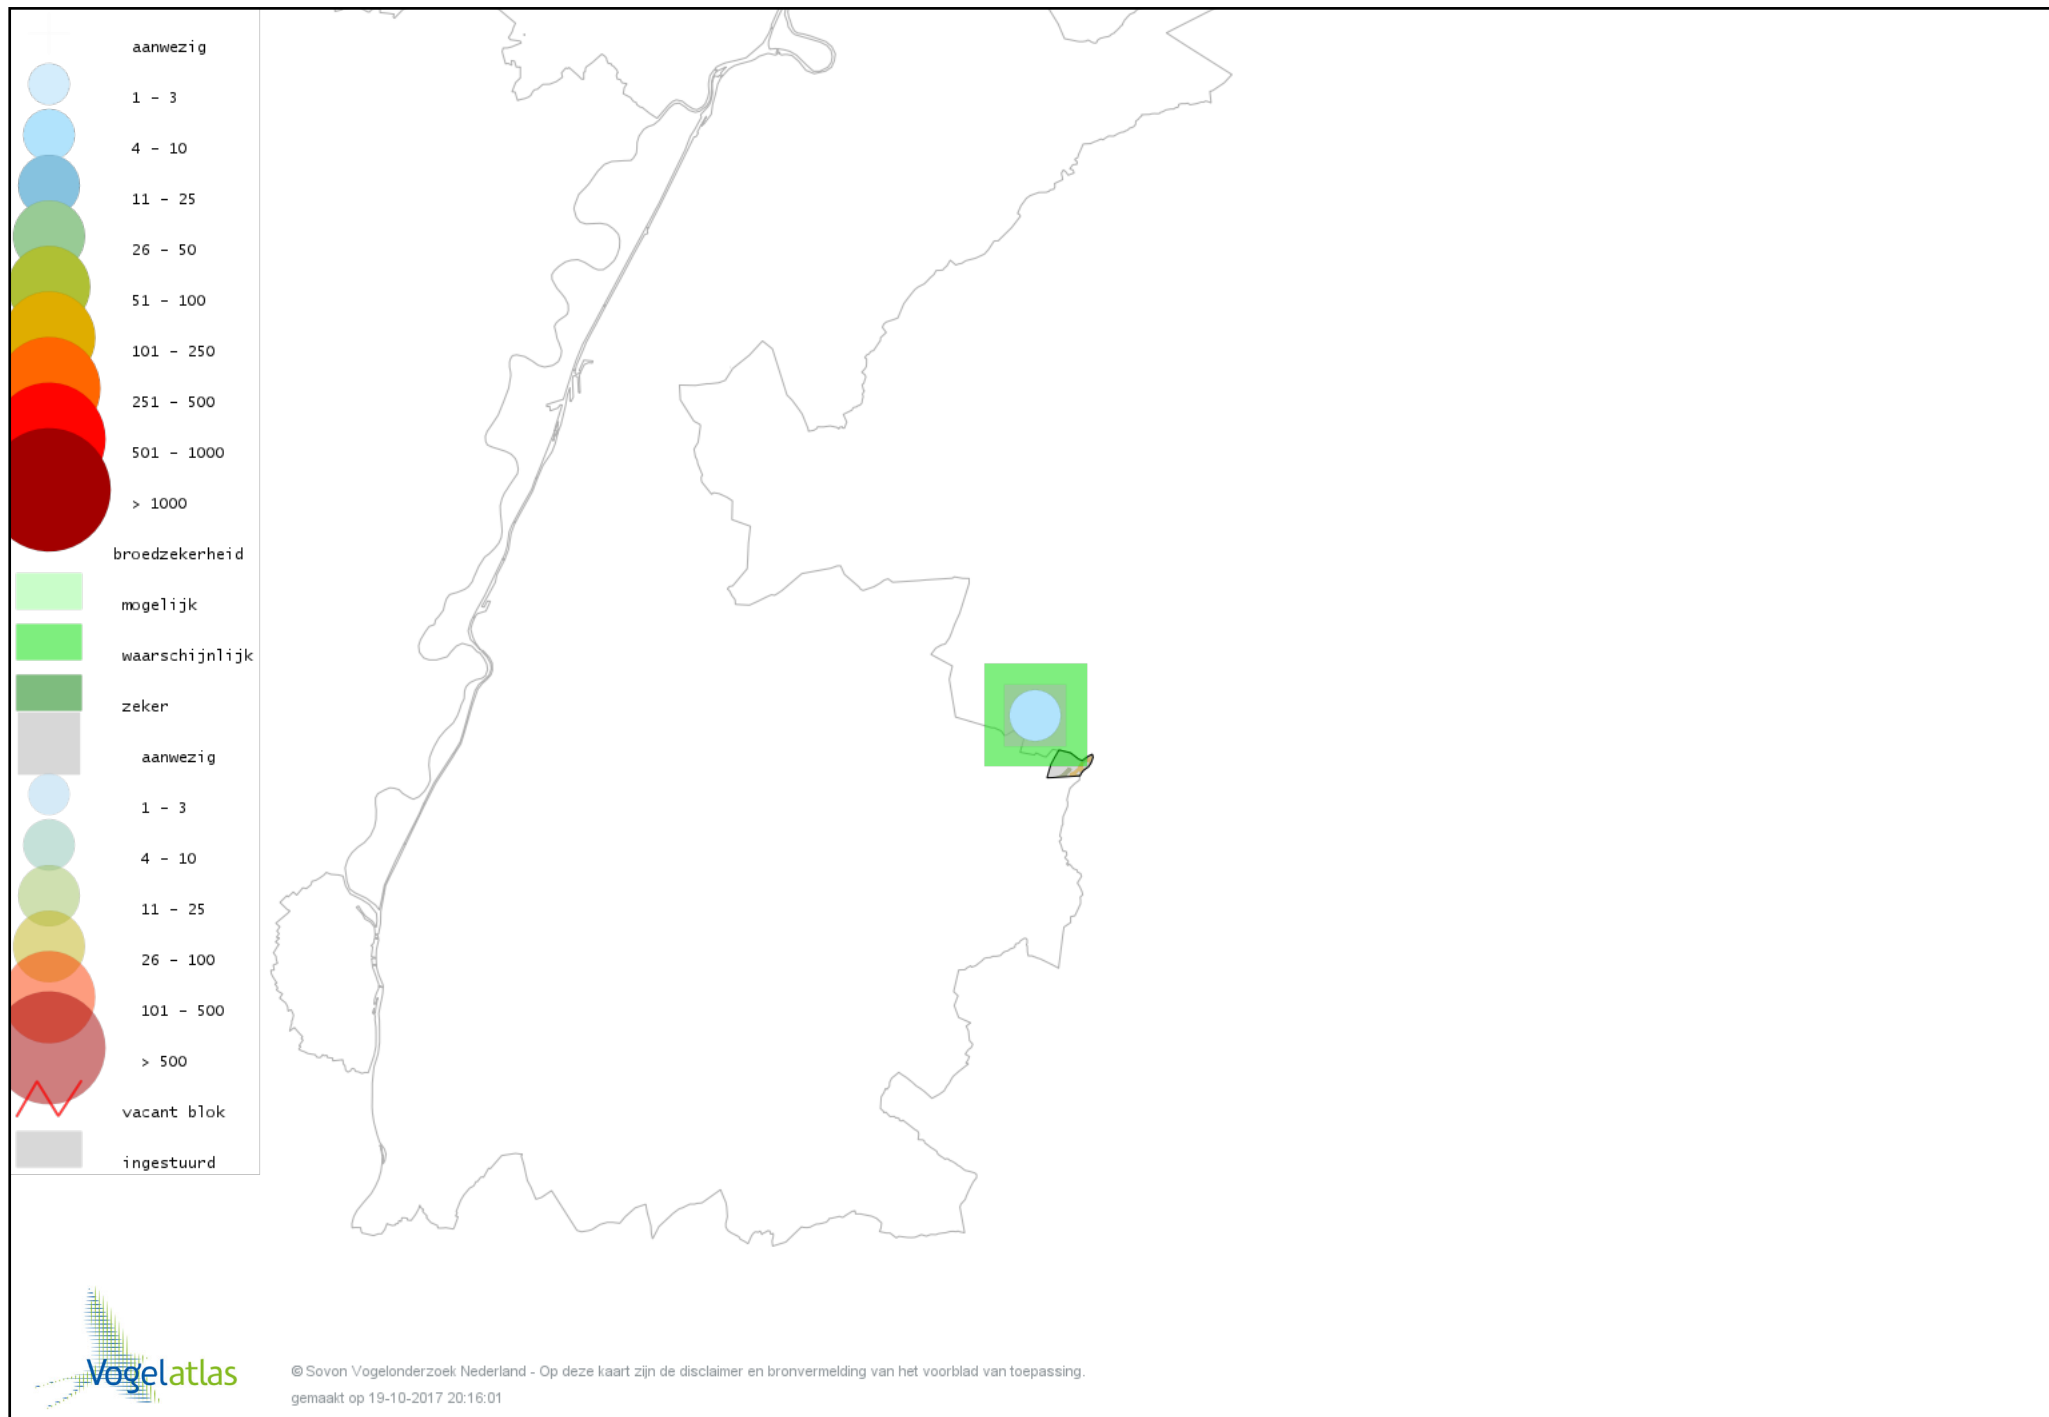 aanwezig
1 – 3
4 – 10
11 – 25
26 – 50
51 – 100
101 – 250
251 – 500
501 – 1000
> 1000
broedzekerheid
mogelijk
waarschijnlijk
zeker
aanwezig
1 – 3
4 – 10
11 – 25
26 – 100
101 – 500
> 500
vacant blok
ingestuurd
Vogelatlas
© Sovon Vogelonderzoek Nederland - Op deze kaart zijn de disclaimer en bronvermelding van het voorblad van toepassing.
gemaakt op 19-10-2017 20:16:01